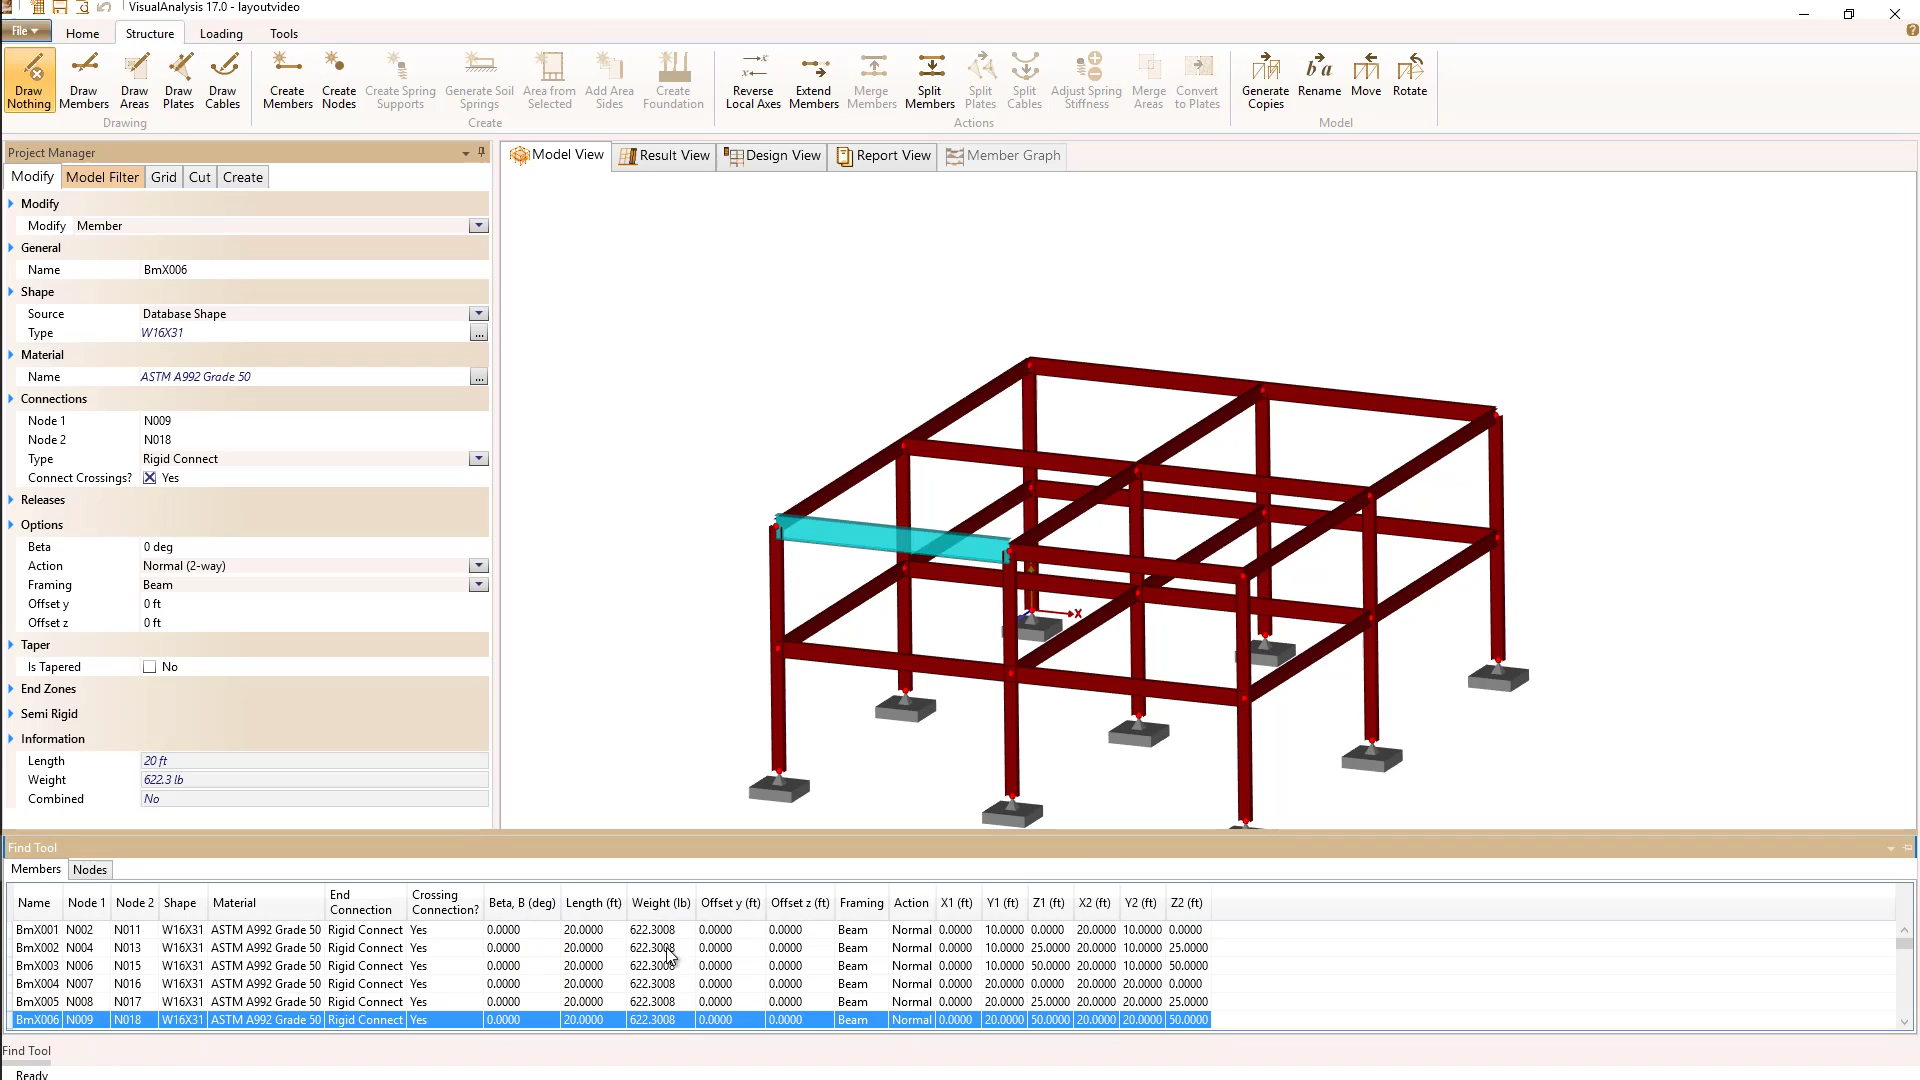 VisualAnalysis 17.0 - layoutvideo
File Home Structure Loading Tools
Draw Nothing Draw Members Draw Areas Draw Plates Draw Cables Create Members Create Nodes Create Spring Supports Generate Soil Springs Area from Selected Add Area Sides Create Foundation Reverse Local Axes Extend Members Merge Members Split Members Split Plates Split Cables Adjust Spring Stiffness Merge Areas Convert to Plates Generate Copies Rename Move Rotate
Drawing Create Actions Model
Project Manager
Modify Model Filter Grid Cut Create
Model View Result View Design View Report View Member Graph
Modify
Modify Member
General
Name BmX006
Shape
Source Database Shape
Type W16X31 ...
Material
Name ASTM A992 Grade 50 ...
Connections
Node 1 N009
Node 2 N018
Type Rigid Connect
Connect Crossings? Yes
Releases
Options
Beta 0 deg
Action Normal (2-way)
Framing Beam
Offset y 0 ft
Offset z 0 ft
Taper
Is Tapered No
End Zones
Semi Rigid
Information
Length 20 ft
Weight 622.3 lb
Combined No
X
Find Tool
Members Nodes
Name Node 1 Node 2 Shape Material End Connection Crossing Connection? Beta, B (deg) Length (ft) Weight (lb) Offset y (ft) Offset z (ft) Framing Action X1 (ft) Y1 (ft) Z1 (ft) X2 (ft) Y2 (ft) Z2 (ft)
BmX001 N002 N011 W16X31 ASTM A992 Grade 50 Rigid Connect Yes 0.0000 20.0000 622.3008 0.0000 0.0000 Beam Normal 0.0000 10.0000 0.0000 20.0000 10.0000 0.0000
BmX002 N004 N013 W16X31 ASTM A992 Grade 50 Rigid Connect Yes 0.0000 20.0000 622.3008 0.0000 0.0000 Beam Normal 0.0000 10.0000 25.0000 20.0000 10.0000 25.0000
BmX003 N006 N015 W16X31 ASTM A992 Grade 50 Rigid Connect Yes 0.0000 20.0000 622.3008 0.0000 0.0000 Beam Normal 0.0000 10.0000 50.0000 20.0000 10.0000 50.0000
BmX004 N007 N016 W16X31 ASTM A992 Grade 50 Rigid Connect Yes 0.0000 20.0000 622.3008 0.0000 0.0000 Beam Normal 0.0000 20.0000 0.0000 20.0000 20.0000 0.0000
BmX005 N008 N017 W16X31 ASTM A992 Grade 50 Rigid Connect Yes 0.0000 20.0000 622.3008 0.0000 0.0000 Beam Normal 0.0000 20.0000 25.0000 20.0000 20.0000 25.0000
BmX006 N009 N018 W16X31 ASTM A992 Grade 50 Rigid Connect Yes 0.0000 20.0000 622.3008 0.0000 0.0000 Beam Normal 0.0000 20.0000 50.0000 20.0000 20.0000 50.0000
Find Tool
Ready